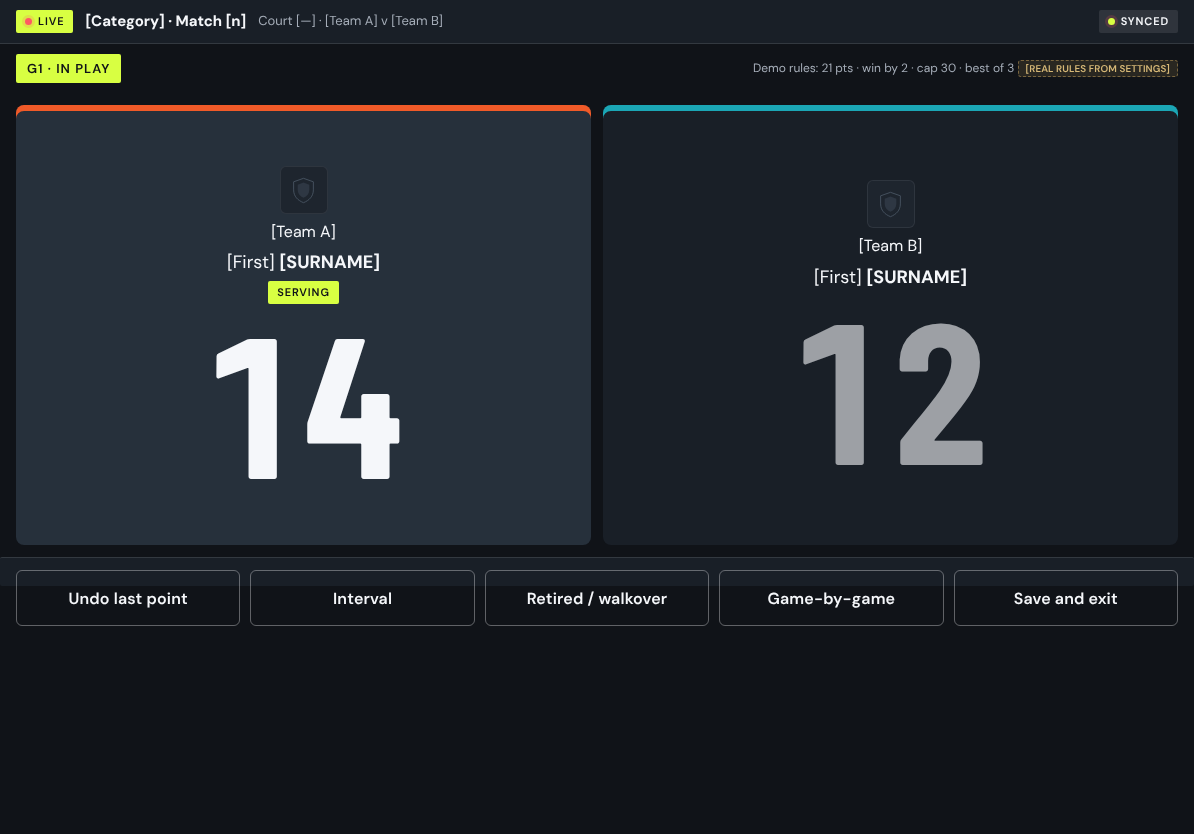 LIVE [Category] · Match [n] Court [—] · [Team A] v [Team B] SYNCED
G1 · IN PLAY Demo rules: 21 pts · win by 2 · cap 30 · best of 3 [REAL RULES FROM SETTINGS]
[Team A]
[First] [SURNAME]
SERVING
14
[Team B]
[First] [SURNAME]
12
Undo last point Interval Retired / walkover Game-by-game Save and exit